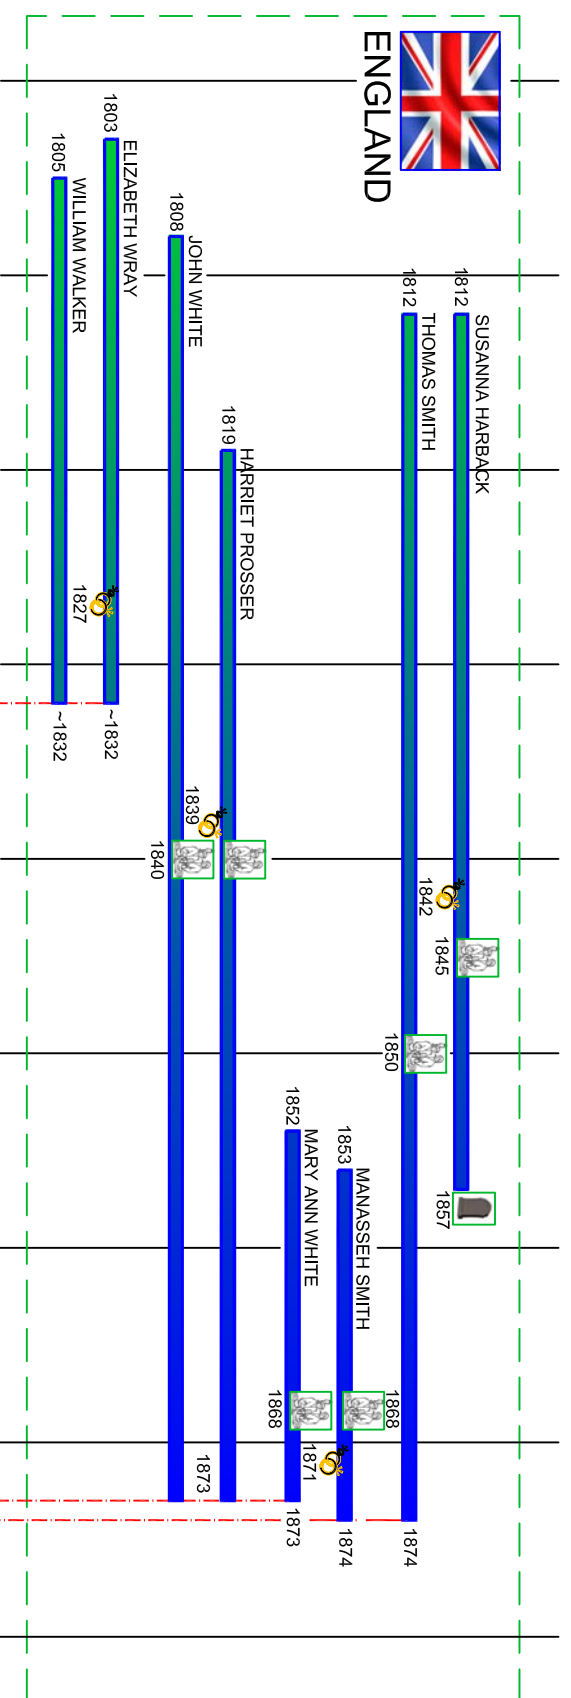 ENGLAND
1812
SUSANNA HARBACK
1842
1845
1857
1812
THOMAS SMITH
1850
1874
1853
MANASSEH SMITH
1868
1871
1874
1852
MARY ANN WHITE
1868
1873
1819
HARRIET PROSSER
1839
1873
1808
JOHN WHITE
1840
1803
ELIZABETH WRAY
1827
~1832
1805
WILLIAM WALKER
~1832